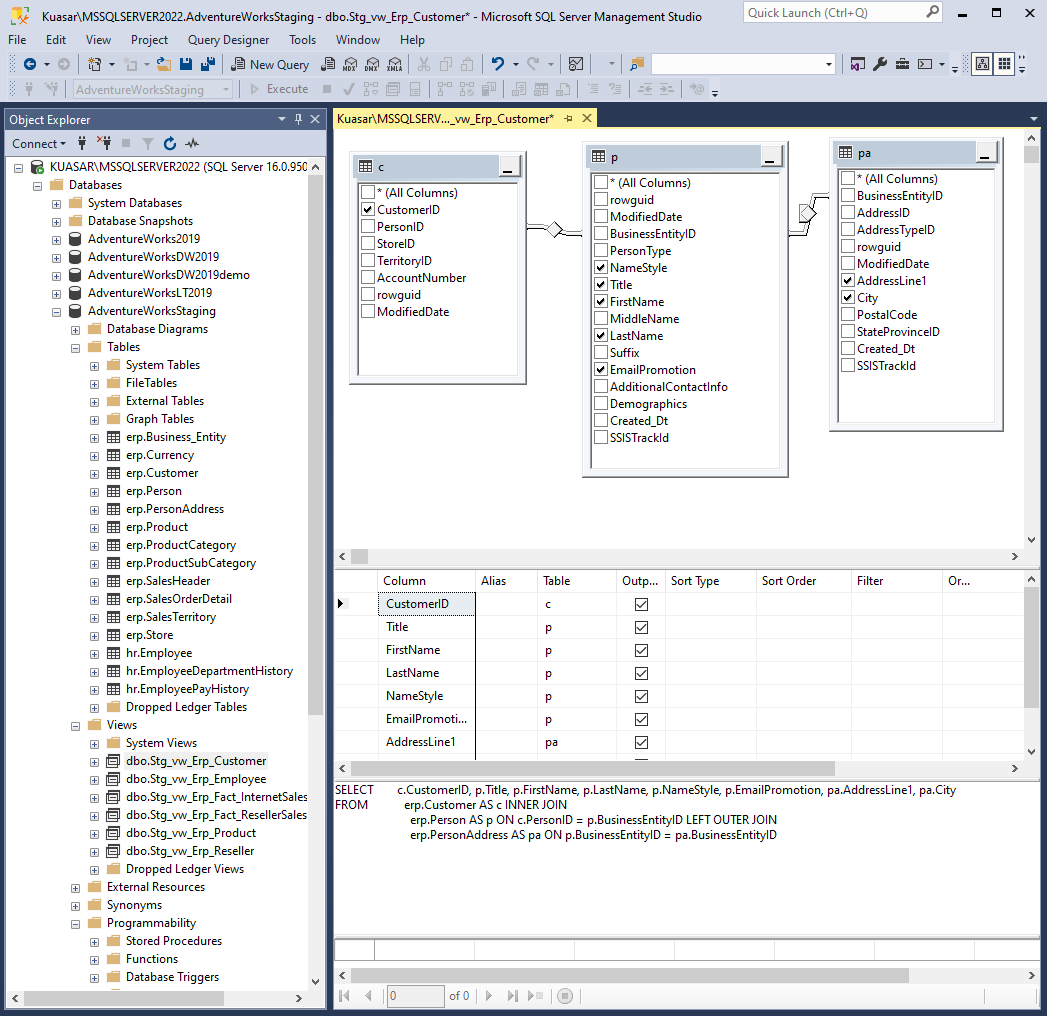 Kuasar\MSSQLSERVER2022.AdventureWorksStaging - dbo.Stg_vw_Erp_Customer* - Microsoft SQL Server Management Studio
Quick Launch (Ctrl+Q)
File Edit View Project Query Designer Tools Window Help
New Query MDX DMX XMLA
AdventureWorksStaging Execute
Object Explorer
Connect
KUASAR\MSSQLSERVER2022 (SQL Server 16.0.950
Databases
System Databases
Database Snapshots
AdventureWorks2019
AdventureWorksDW2019
AdventureWorksDW2019demo
AdventureWorksLT2019
AdventureWorksStaging
Database Diagrams
Tables
System Tables
FileTables
External Tables
Graph Tables
erp.Business_Entity
erp.Currency
erp.Customer
erp.Person
erp.PersonAddress
erp.Product
erp.ProductCategory
erp.ProductSubCategory
erp.SalesHeader
erp.SalesOrderDetail
erp.SalesTerritory
erp.Store
hr.Employee
hr.EmployeeDepartmentHistory
hr.EmployeePayHistory
Dropped Ledger Tables
Views
System Views
dbo.Stg_vw_Erp_Customer
dbo.Stg_vw_Erp_Employee
dbo.Stg_vw_Erp_Fact_InternetSales
dbo.Stg_vw_Erp_Fact_ResellerSales
dbo.Stg_vw_Erp_Product
dbo.Stg_vw_Erp_Reseller
Dropped Ledger Views
External Resources
Synonyms
Programmability
Stored Procedures
Functions
Database Triggers
Kuasar\MSSQLSERV..._vw_Erp_Customer*
c
* (All Columns)
CustomerID
PersonID
StoreID
TerritoryID
AccountNumber
rowguid
ModifiedDate
p
* (All Columns)
rowguid
ModifiedDate
BusinessEntityID
PersonType
NameStyle
Title
FirstName
MiddleName
LastName
Suffix
EmailPromotion
AdditionalContactInfo
Demographics
Created_Dt
SSISTrackId
pa
* (All Columns)
BusinessEntityID
AddressID
AddressTypeID
rowguid
ModifiedDate
AddressLine1
City
PostalCode
StateProvinceID
Created_Dt
SSISTrackId
Column Alias Table Outp... Sort Type Sort Order Filter Or...
CustomerID c
Title p
FirstName p
LastName p
NameStyle p
EmailPromoti... p
AddressLine1 pa
SELECT c.CustomerID, p.Title, p.FirstName, p.LastName, p.NameStyle, p.EmailPromotion, pa.AddressLine1, pa.City
FROM erp.Customer AS c INNER JOIN
erp.Person AS p ON c.PersonID = p.BusinessEntityID LEFT OUTER JOIN
erp.PersonAddress AS pa ON p.BusinessEntityID = pa.BusinessEntityID
0 of 0